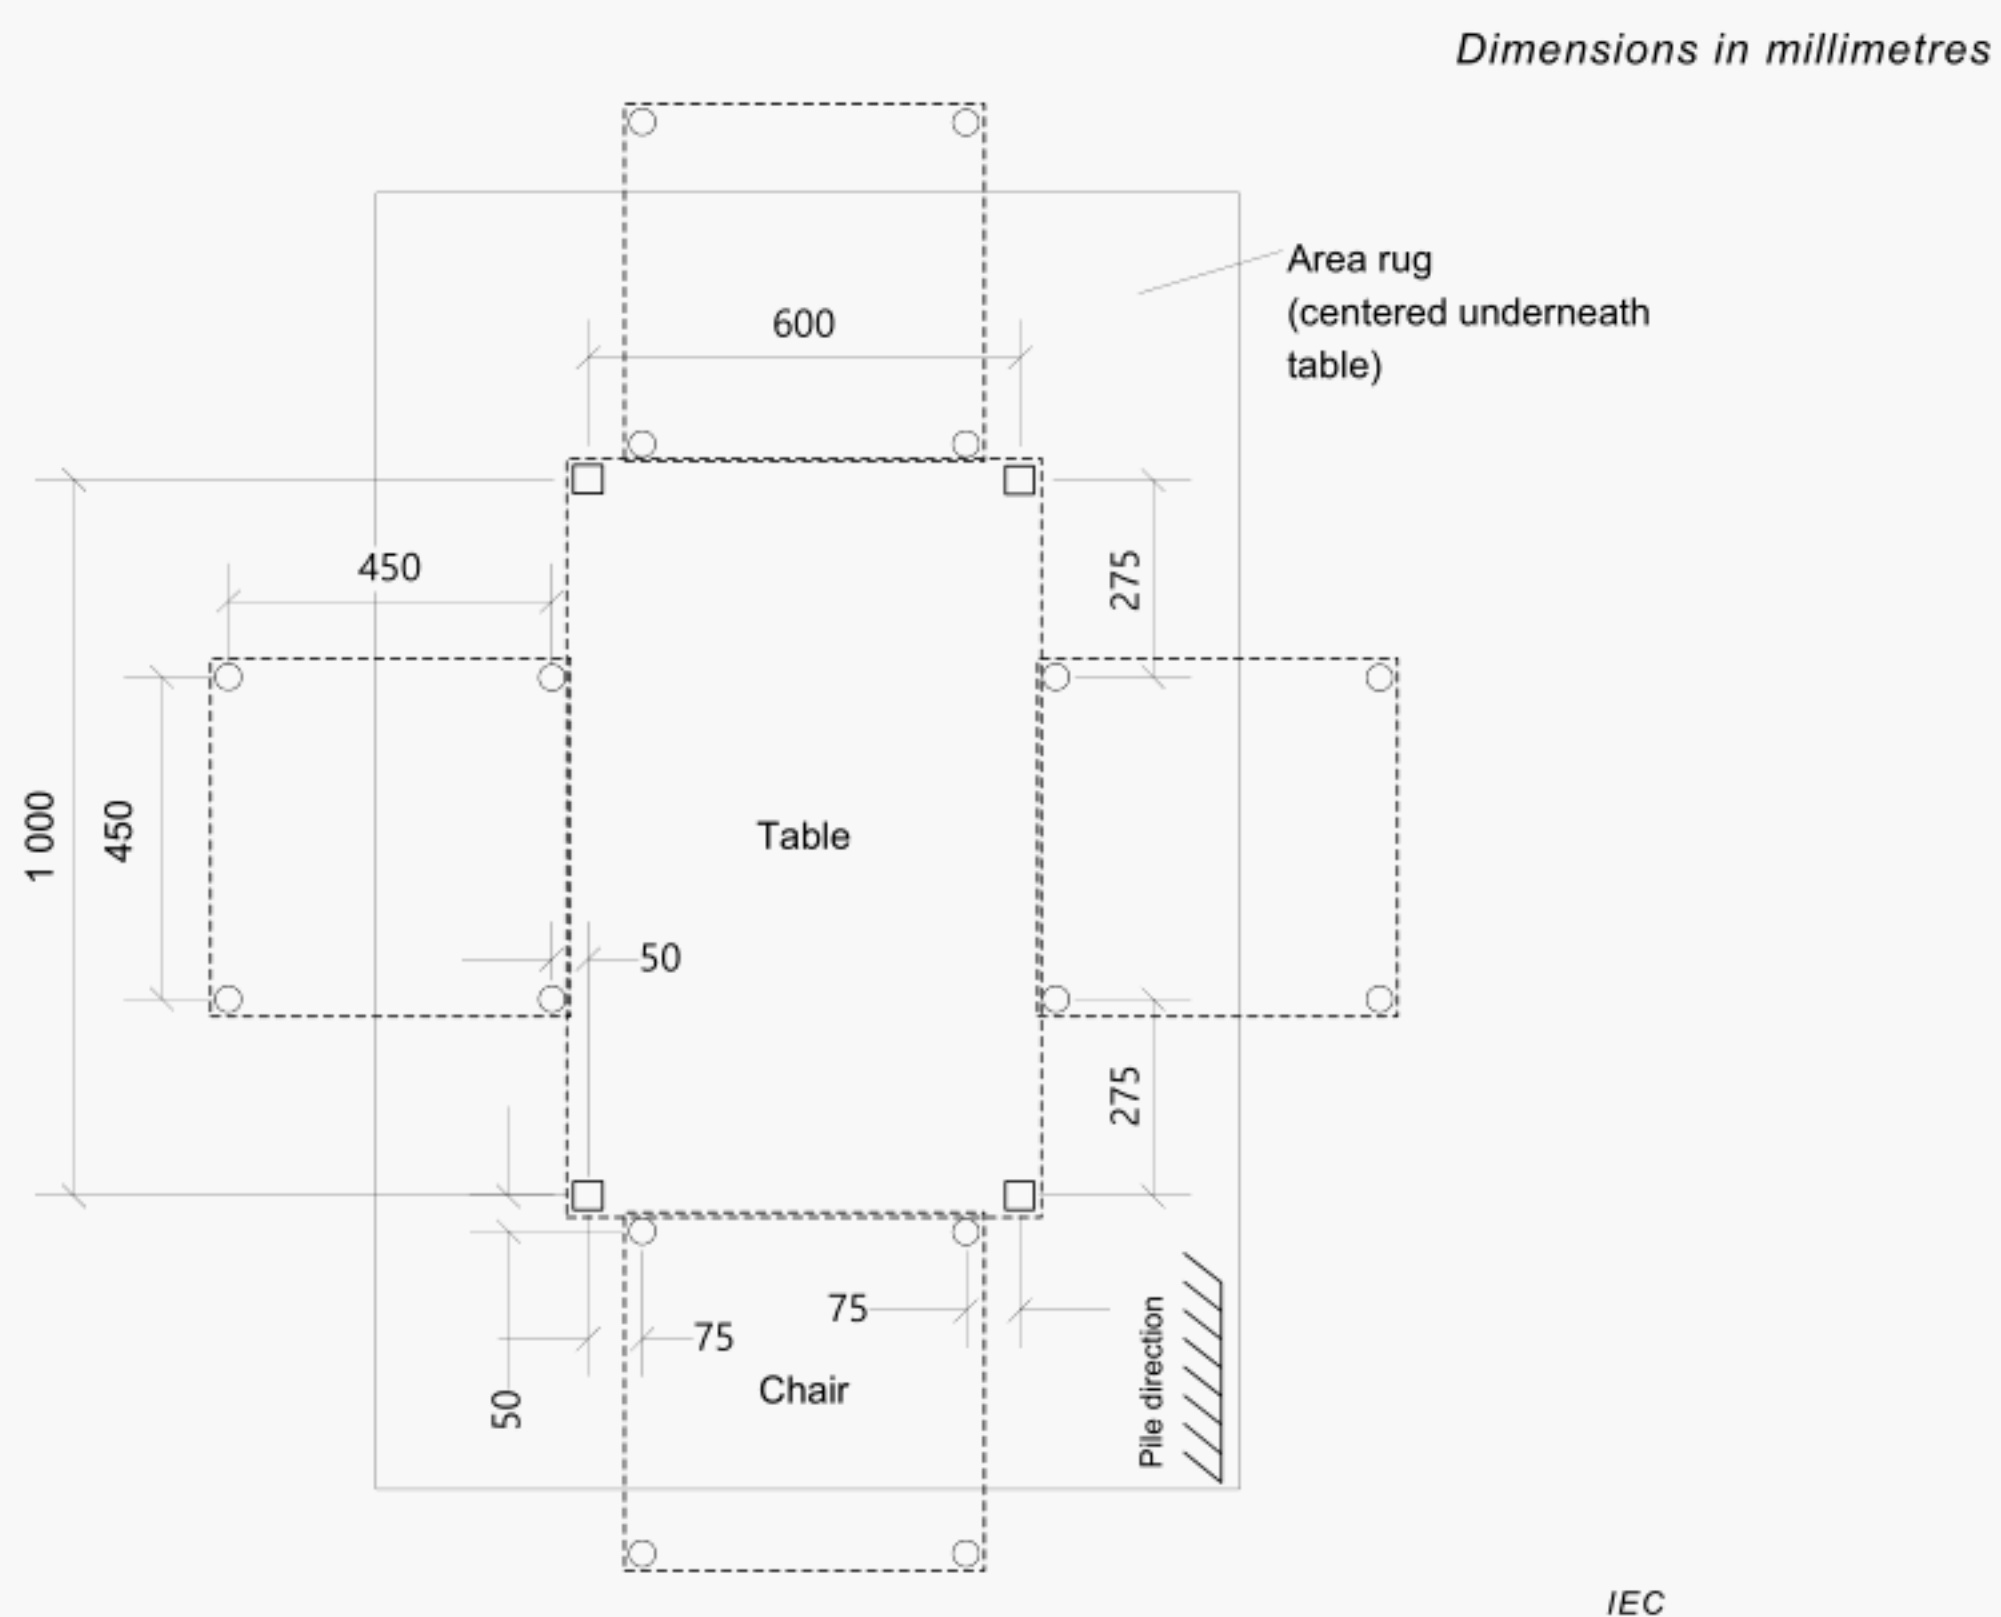 Dimensions in millimetres
Area rug
(centered underneath
table)
600
450
275
1 000
450
Table
50
275
75
75
Pile direction
Chair
50
IEC